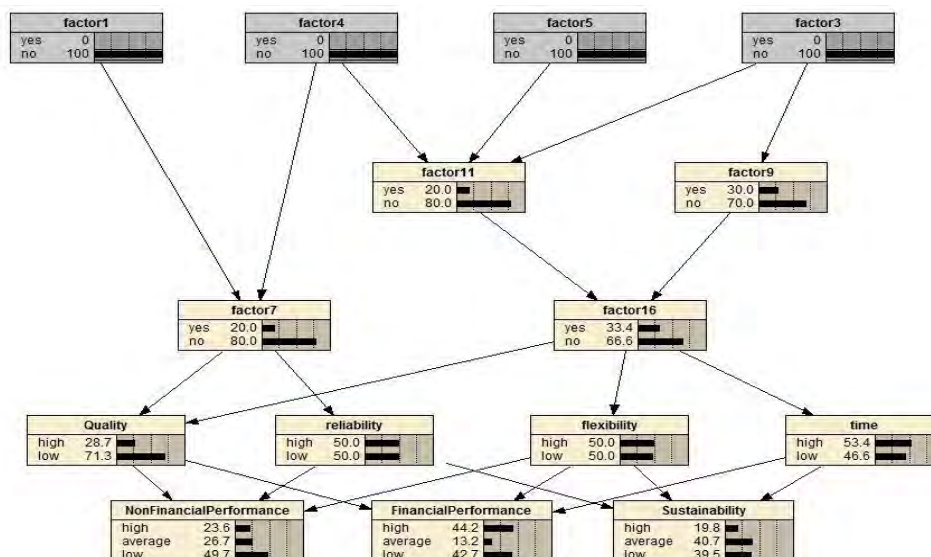 factor1
yes 0
no 100
factor4
yes 0
no 100
factor5
yes 0
no 100
factor3
yes 0
no 100
factor11
yes 20.0
no 80.0
factor9
yes 30.0
no 70.0
factor7
yes 20.0
no 80.0
factor16
yes 33.4
no 66.6
Quality
high 28.7
low 71.3
reliability
high 50.0
low 50.0
flexibility
high 50.0
low 50.0
time
high 53.4
low 46.6
NonFinancialPerformance
high 23.6
average 26.7
low 49.7
FinancialPerformance
high 44.2
average 13.2
low 42.7
Sustainability
high 19.8
average 40.7
low 39.5